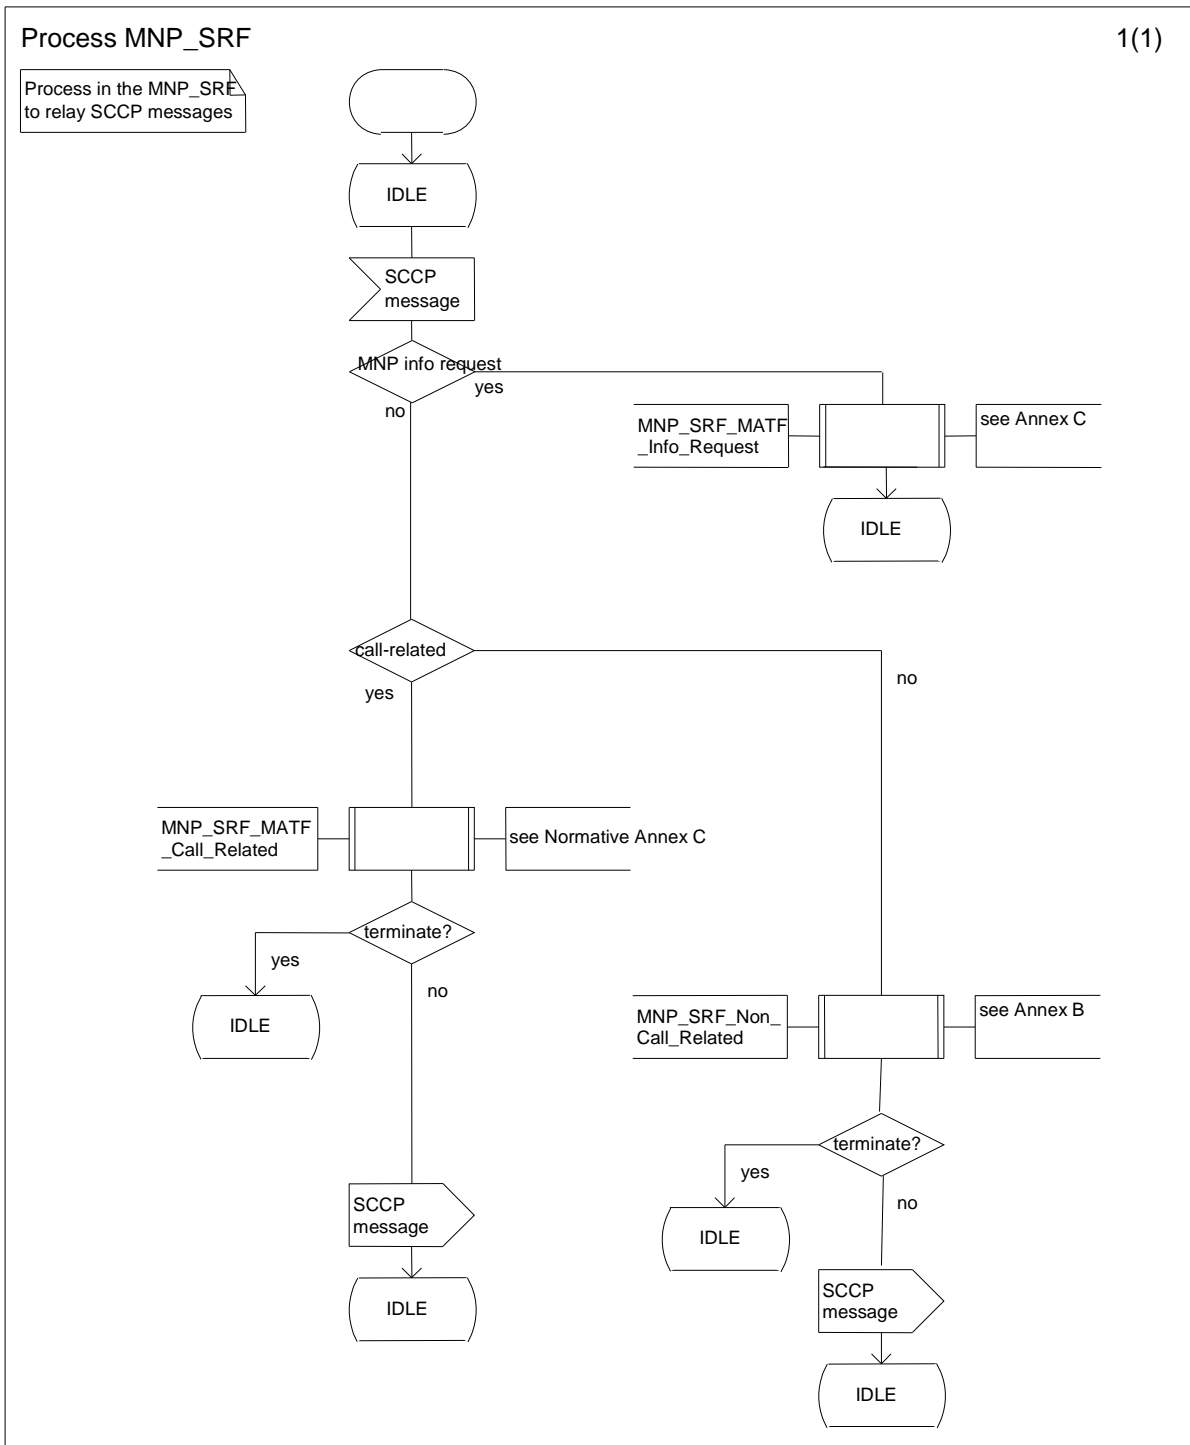 Process MNP_SRF
1(1)
Process in the MNP_SRF
to relay SCCP messages
IDLE
SCCP
message
MNP info request
yes
no
MNP_SRF_MATF
_Info_Request
see Annex C
IDLE
call-related
no
yes
MNP_SRF_MATF
_Call_Related
see Normative Annex C
terminate?
yes
no
IDLE
MNP_SRF_Non_
Call_Related
see Annex B
terminate?
yes
no
SCCP
message
IDLE
IDLE
SCCP
message
IDLE